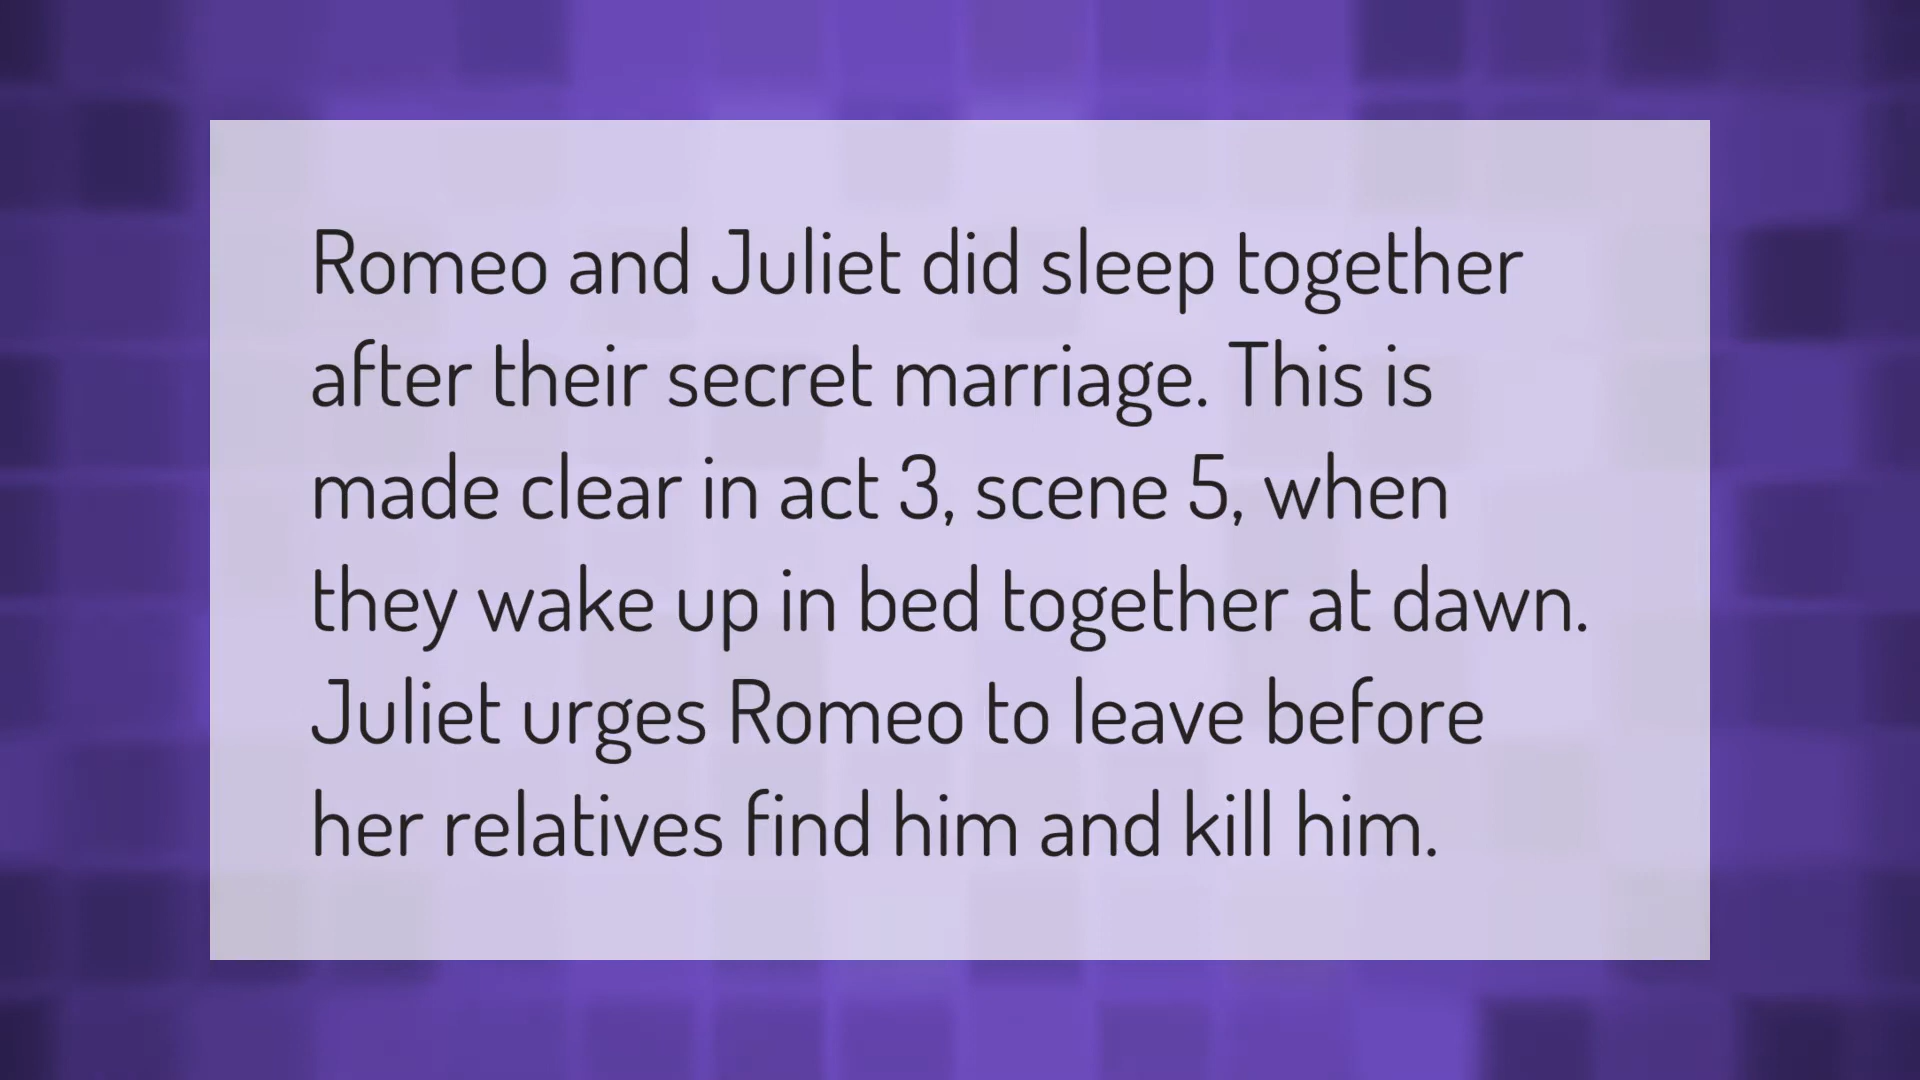 Romeo and Juliet did sleep together
after their secret marriage. This is
made clear in act 3, scene 5, when
they wake up in bed together at dawn.
Juliet urges Romeo to leave before
her relatives find him and kill him.